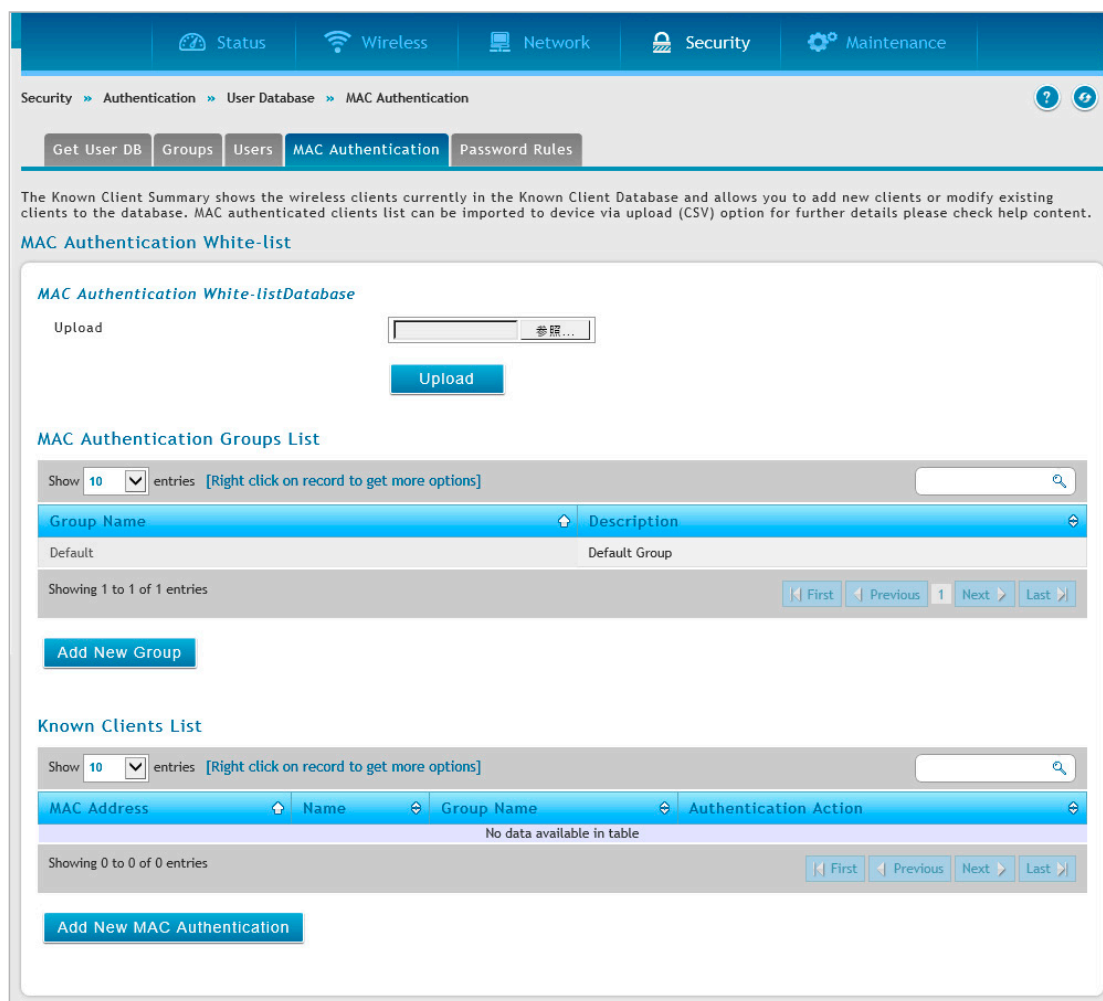 Status Wireless Network Security Maintenance
Security » Authentication » User Database » MAC Authentication
Get User DB Groups Users MAC Authentication Password Rules
The Known Client Summary shows the wireless clients currently in the Known Client Database and allows you to add new clients or modify existing
clients to the database. MAC authenticated clients list can be imported to device via upload (CSV) option for further details please check help content.
MAC Authentication White-list
MAC Authentication White-listDatabase
Upload 参照...
Upload
MAC Authentication Groups List
Show 10 entries [Right click on record to get more options]
Group Name Description
Default Default Group
Showing 1 to 1 of 1 entries First Previous 1 Next Last
Add New Group
Known Clients List
Show 10 entries [Right click on record to get more options]
MAC Address Name Group Name Authentication Action
No data available in table
Showing 0 to 0 of 0 entries First Previous Next Last
Add New MAC Authentication